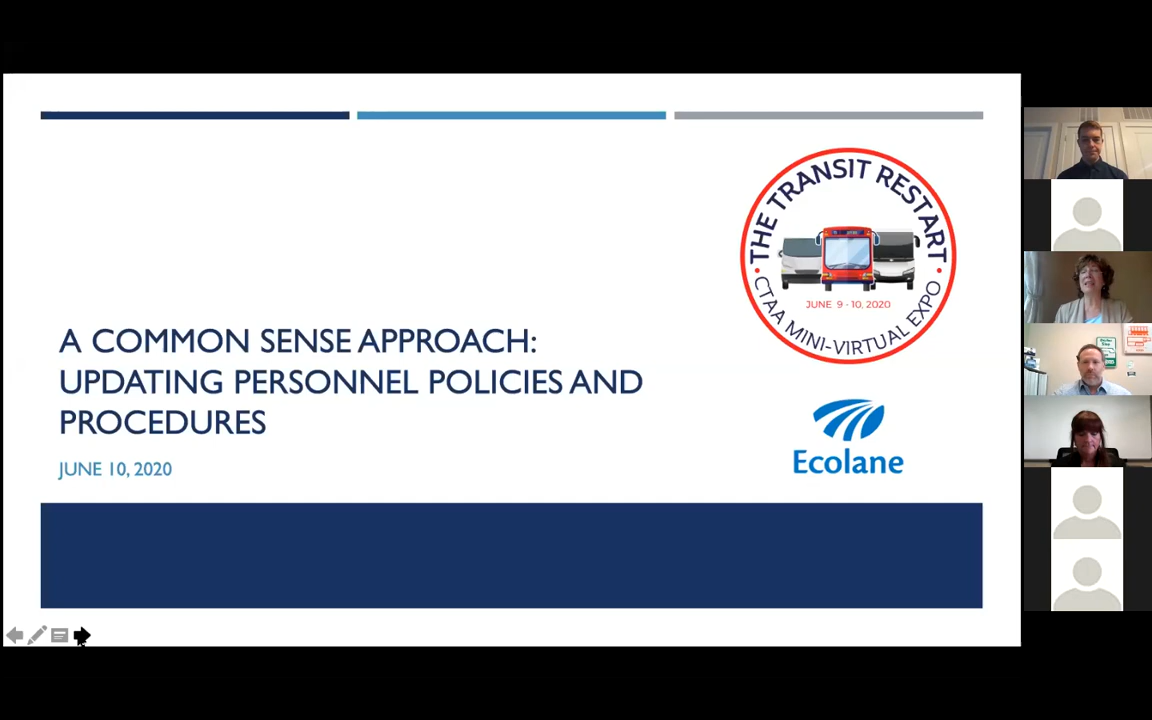 THE TRANSIT RESTART
JUNE 9 - 10, 2020
CTAA MINI-VIRTUAL EXPO
A COMMON SENSE APPROACH:
UPDATING PERSONNEL POLICIES AND
PROCEDURES
JUNE 10, 2020
Ecolane